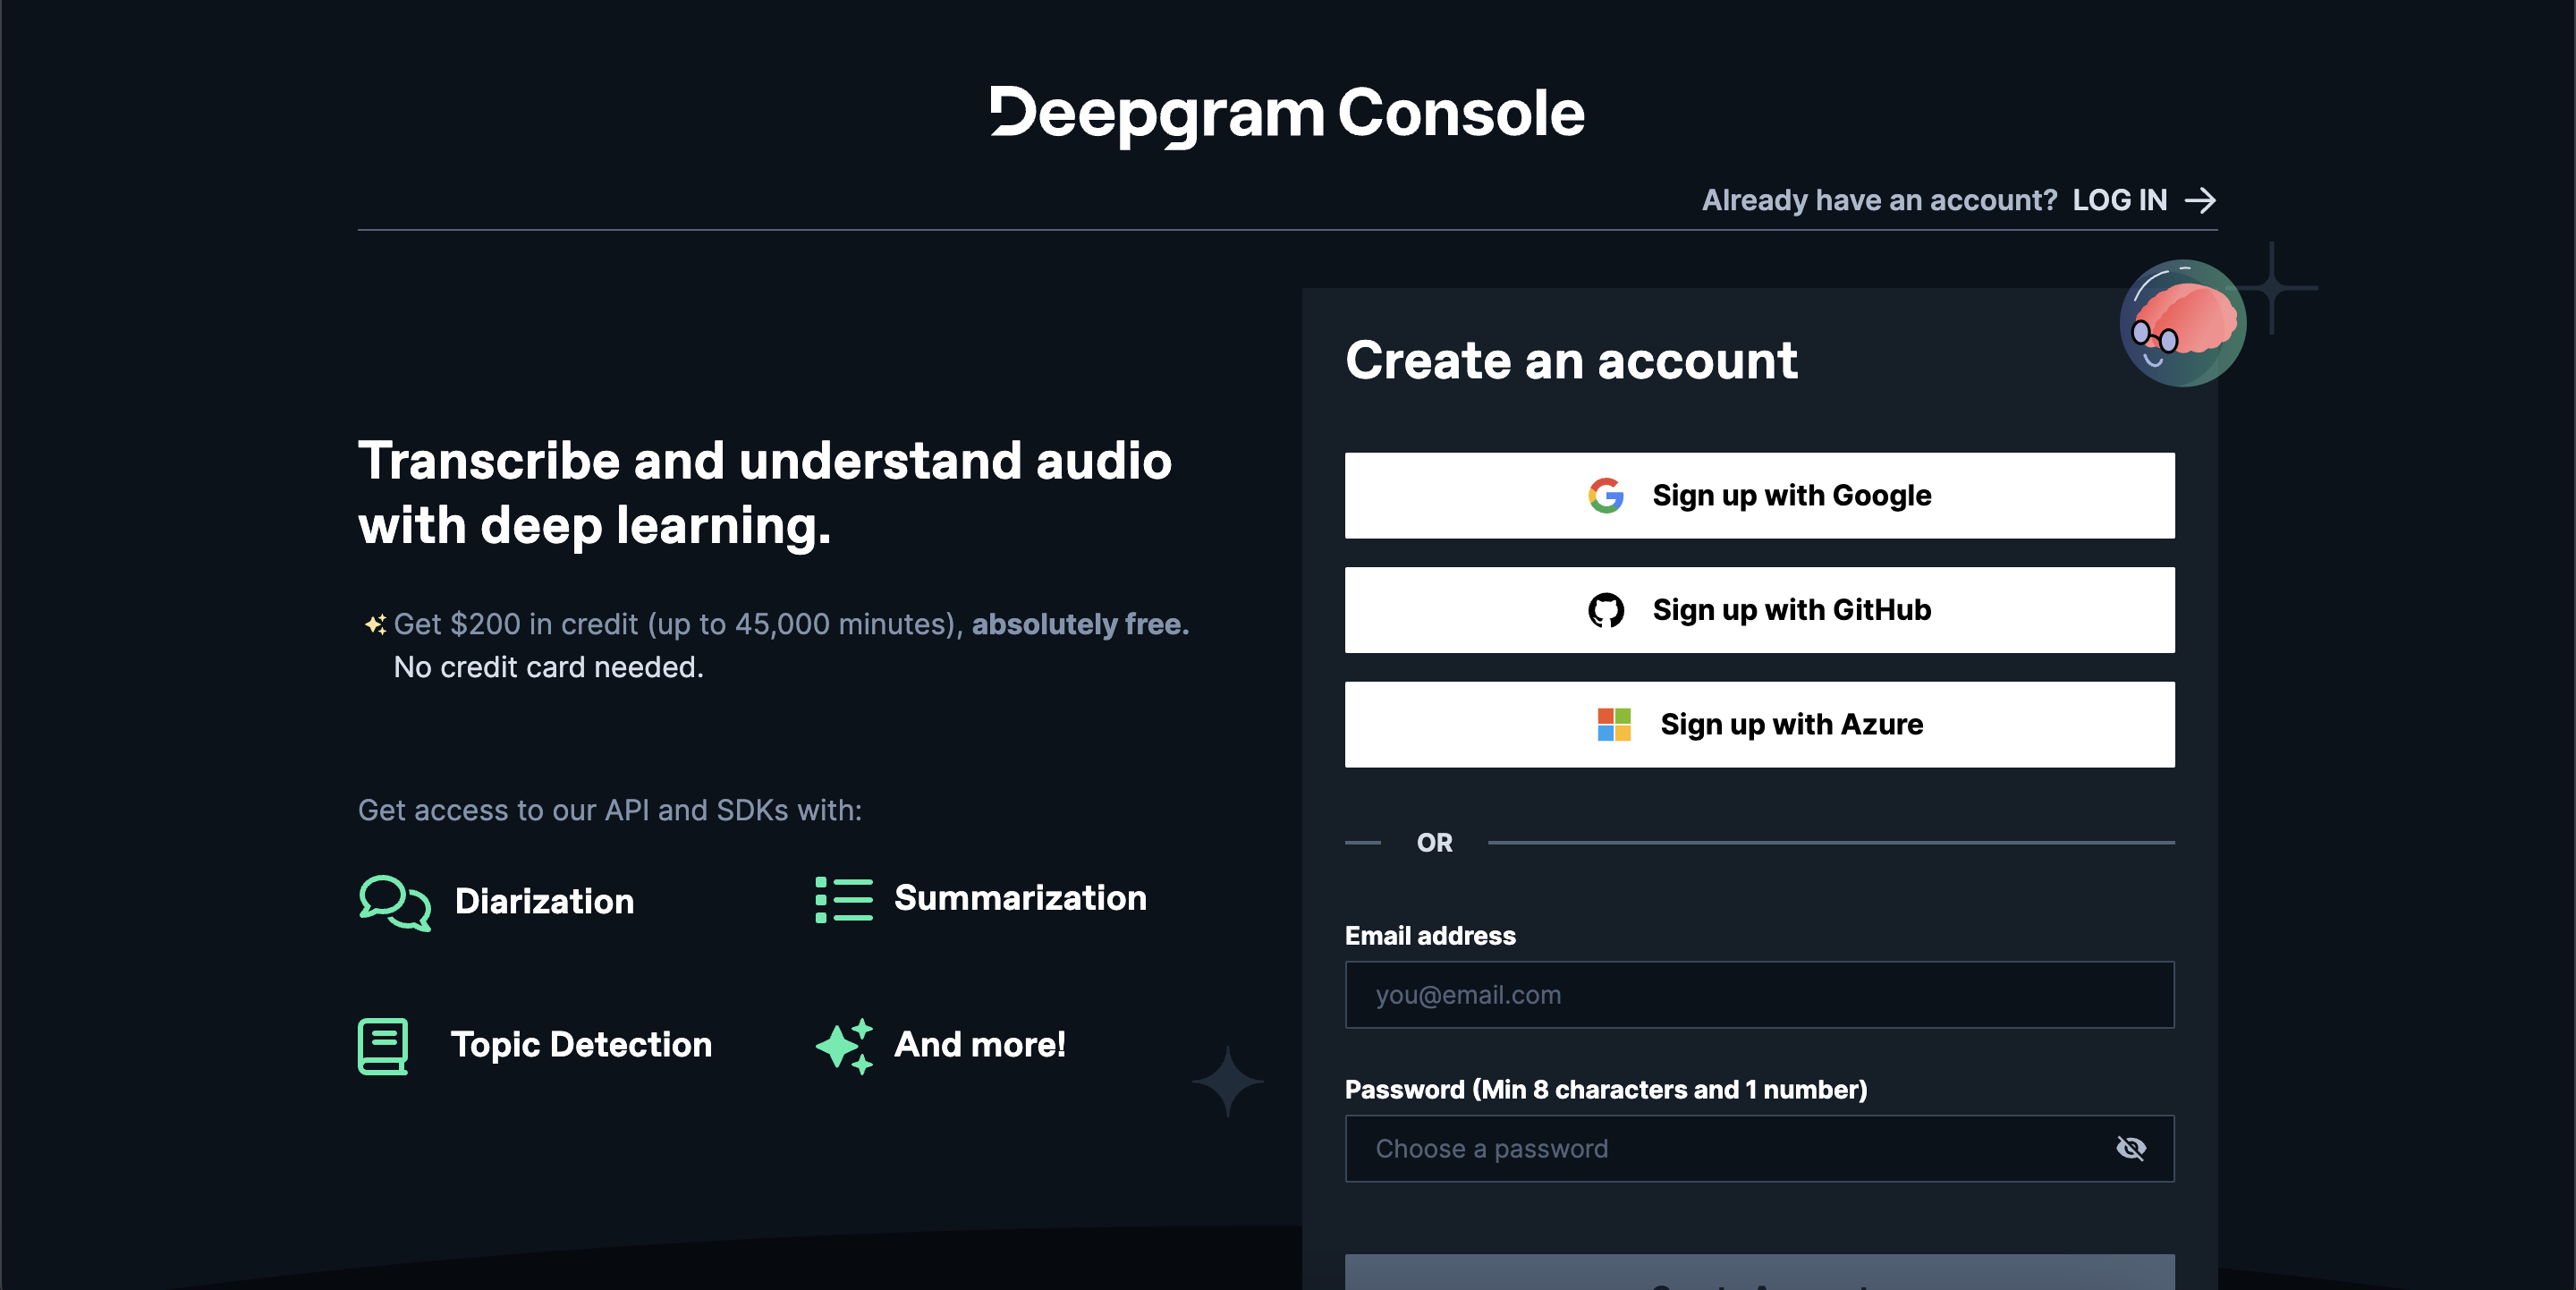 Deepgram Console
Already have an account? LOG IN
Transcribe and understand audio
with deep learning.
Get $200 in credit (up to 45,000 minutes), absolutely free.
No credit card needed.
Get access to our API and SDKs with:
Diarization
Summarization
Topic Detection
And more!
Create an account
Sign up with Google
Sign up with GitHub
Sign up with Azure
OR
Email address
you@email.com
Password (Min 8 characters and 1 number)
Choose a password